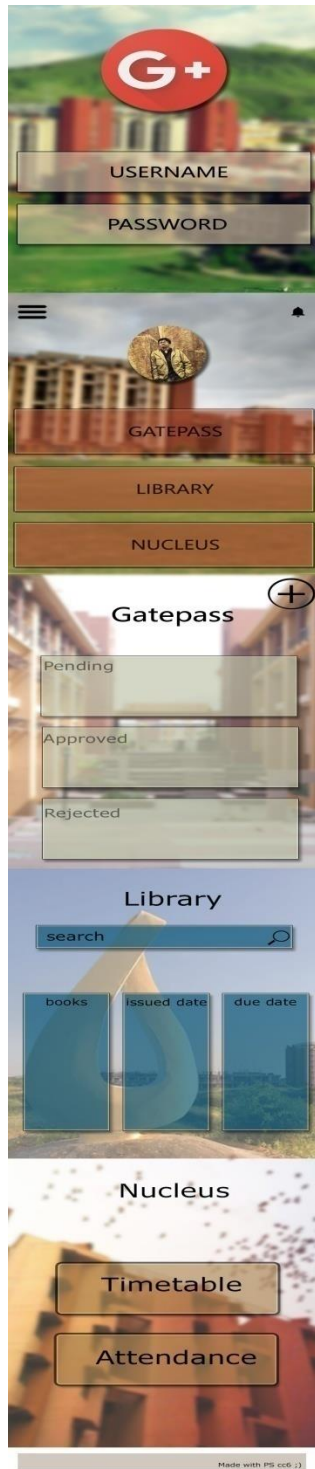 G+
USERNAME
PASSWORD
GATEPASS
LIBRARY
NUCLEUS
Gatepass
Pending
Approved
Rejected
Library
search
books issued date due date
Nucleus
Timetable
Attendance
Made with PS cc6 ;)